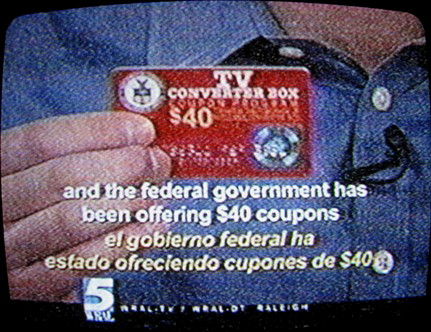 TV
CONVERTER BOX
COUPON PROGRAM
$40
and the federal government has
been offering $40 coupons
el gobierno federal ha
estado ofreciendo cupones de $40
5
WRAL
WRAL-TV / WRAL-DT RALEIGH